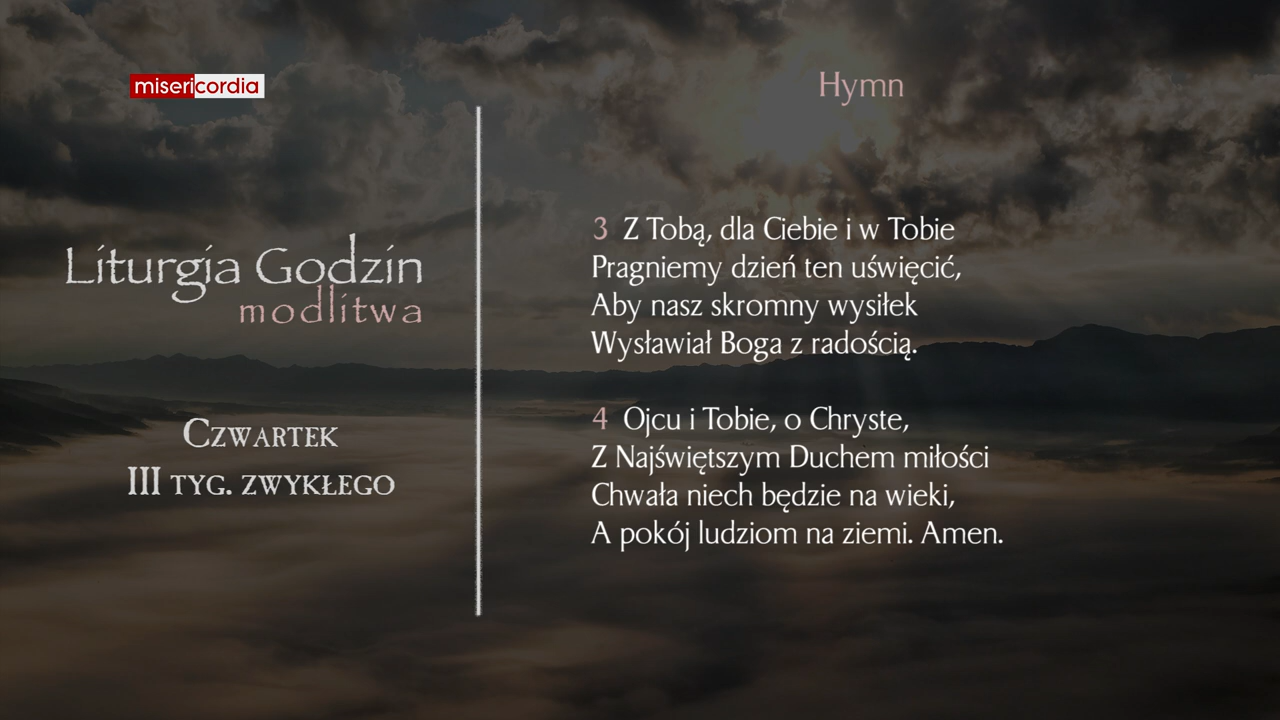 misericordia
Liturgia Godzin
modlitwa
Czwartek
III tyg. zwykłego
Hymn
3 Z Tobą, dla Ciebie i w Tobie
Pragniemy dzień ten uświęcić,
Aby nasz skromny wysiłek
Wysławiał Boga z radością.
4 Ojcu i Tobie, o Chryste,
Z Najświętszym Duchem miłości
Chwała niech będzie na wieki,
A pokój ludziom na ziemi. Amen.